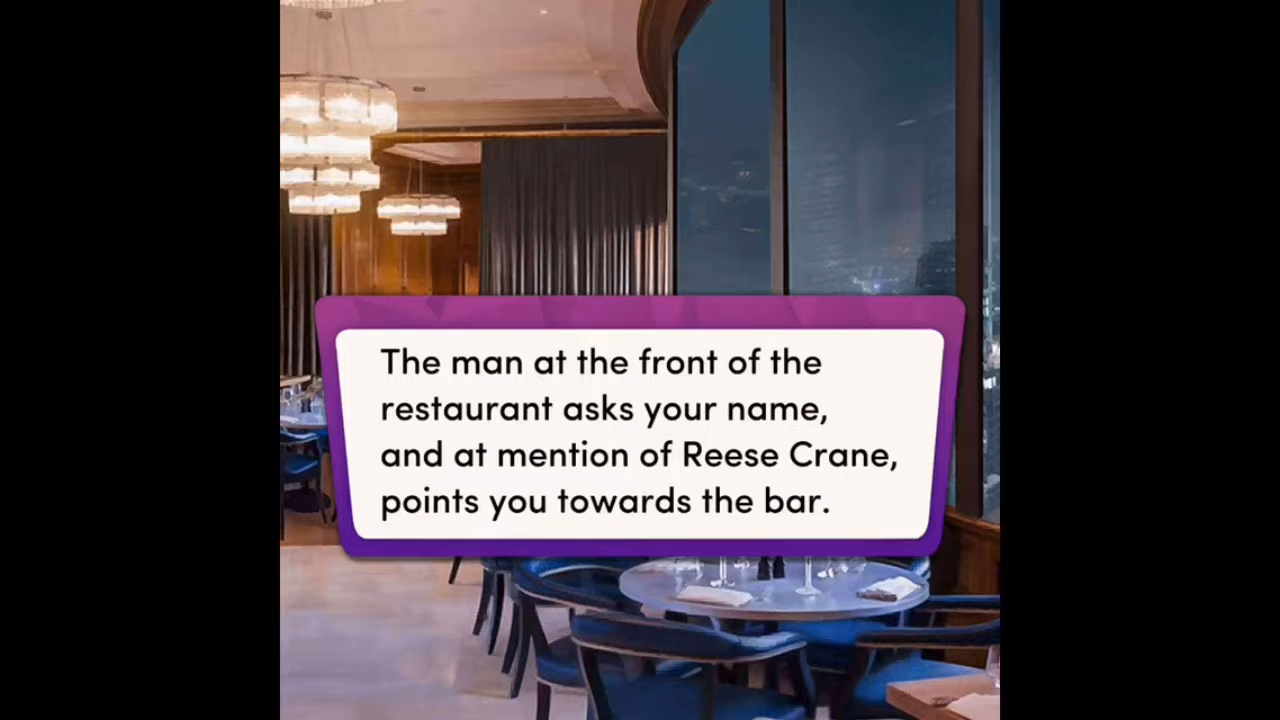 The man at the front of the
restaurant asks your name,
and at mention of Reese Crane,
points you towards the bar.